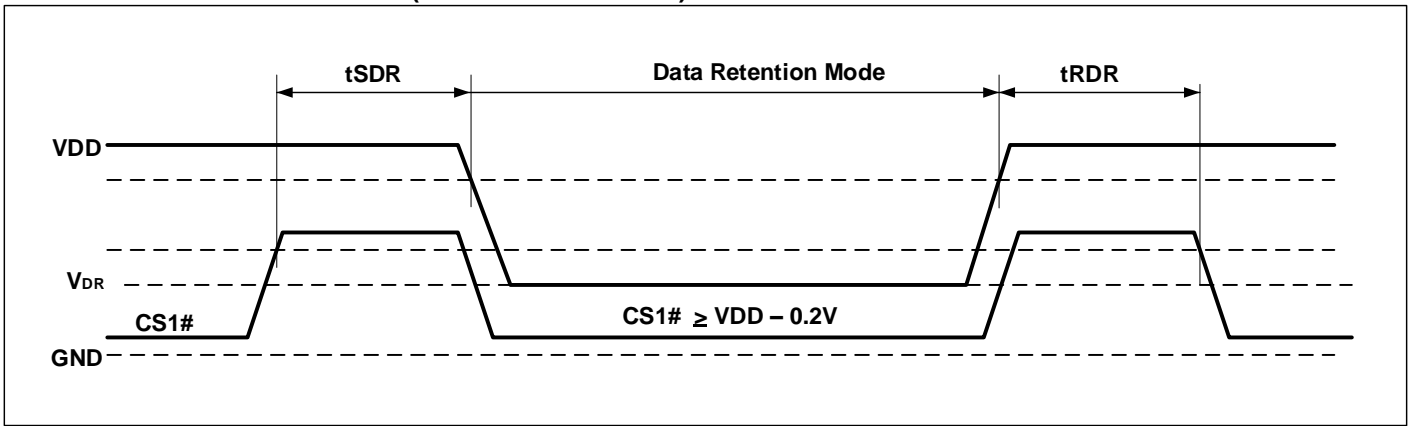 tSDR
Data Retention Mode
tRDR
VDD
VDR
CS1#
CS1# ≥ VDD – 0.2V
GND